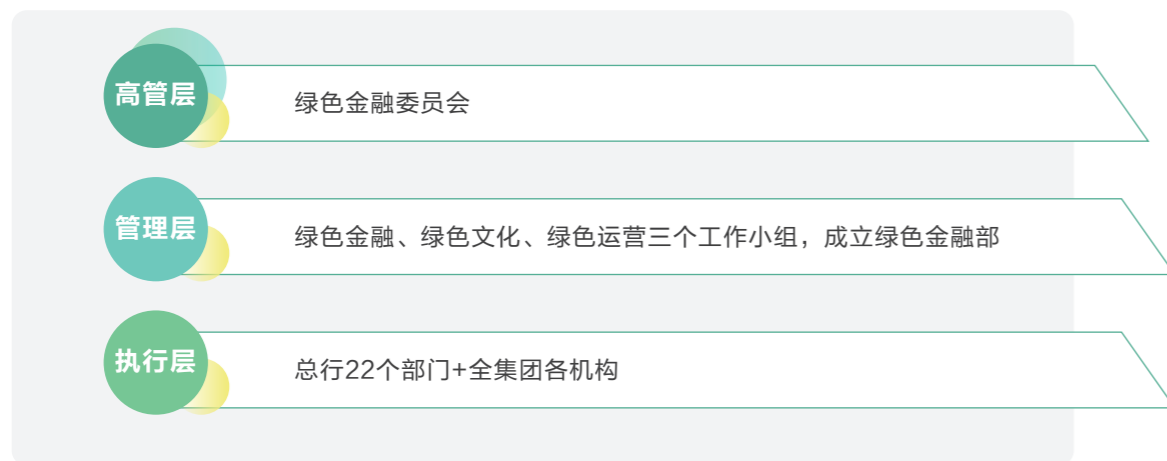 高管层
绿色金融委员会
管理层
绿色金融、绿色文化、绿色运营三个工作小组，成立绿色金融部
执行层
总行22个部门+全集团各机构